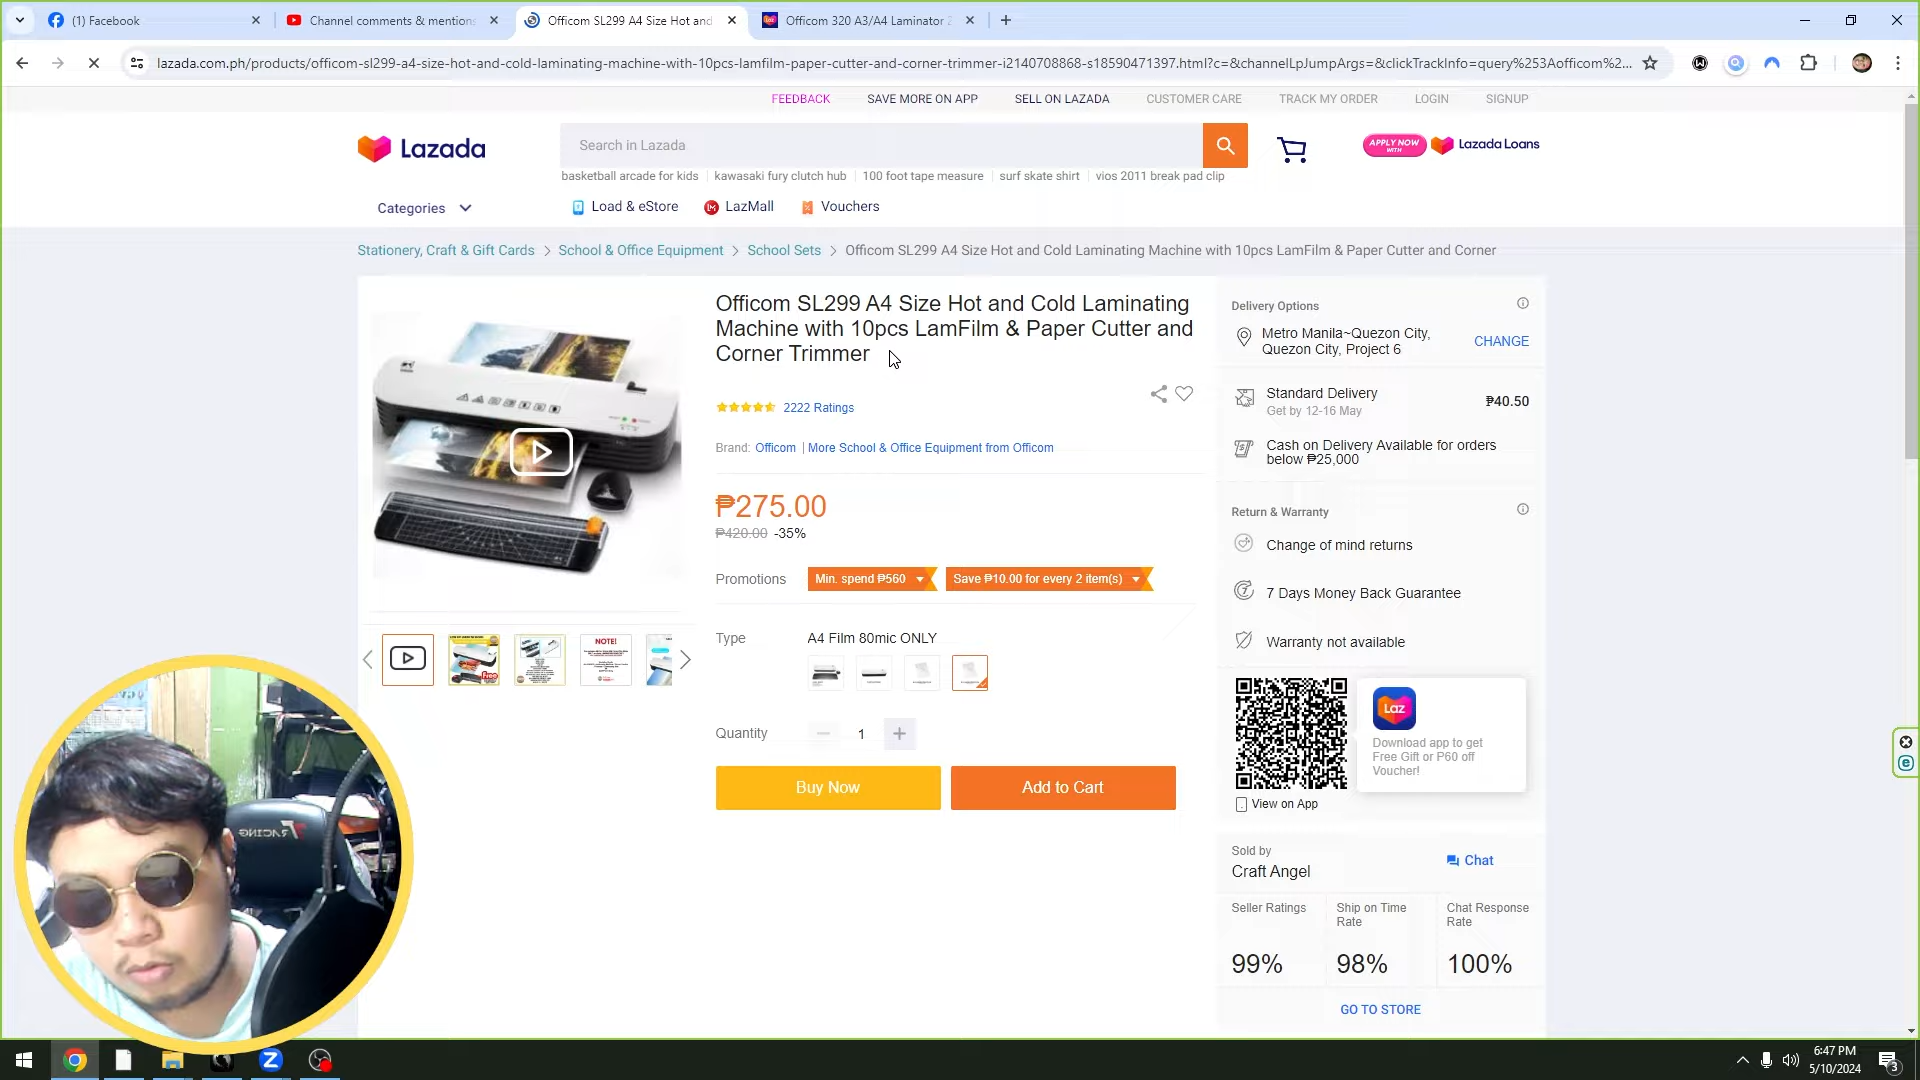 (1) Facebook
Channel comments & mentions
Officom SL299 A4 Size Hot and
Officom 320 A3/A4 Laminator 2
lazada.com.ph/products/officom-sl299-a4-size-hot-and-cold-laminating-machine-with-10pcs-lamfilm-paper-cutter-and-corner-trimmer-i2140708868-s18590471397.html?c=&channelLpJumpArgs=&clickTrackInfo=query%253Aofficom%2...
FEEDBACK SAVE MORE ON APP SELL ON LAZADA CUSTOMER CARE TRACK MY ORDER LOGIN SIGNUP
Lazada
Search in Lazada
APPLY NOW
WITH
Lazada Loans
basketball arcade for kids kawasaki fury clutch hub 100 foot tape measure surf skate shirt vios 2011 break pad clip
Categories Load & eStore LazMall Vouchers
Stationery, Craft & Gift Cards > School & Office Equipment > School Sets > Officom SL299 A4 Size Hot and Cold Laminating Machine with 10pcs LamFilm & Paper Cutter and Corner
Officom SL299 A4 Size Hot and Cold Laminating
Machine with 10pcs LamFilm & Paper Cutter and
Corner Trimmer
2222 Ratings
Brand: Officom | More School & Office Equipment from Officom
₱275.00
₱420.00 -35%
Promotions Min. spend ₱560 Save ₱10.00 for every 2 item(s)
Type A4 Film 80mic ONLY
Quantity 1
Buy Now Add to Cart
NOTE!
Free
Delivery Options
Metro Manila~Quezon City,
Quezon City, Project 6
CHANGE
Standard Delivery ₱40.50
Get by 12-16 May
Cash on Delivery Available for orders
below ₱25,000
Return & Warranty
Change of mind returns
7 Days Money Back Guarantee
Warranty not available
Laz
Download app to get
Free Gift or P60 off
Voucher!
View on App
Sold by
Craft Angel
Chat
Seller Ratings
Ship on Time
Rate
Chat Response
Rate
99% 98% 100%
GO TO STORE
RACING
6:47 PM
5/10/2024
3